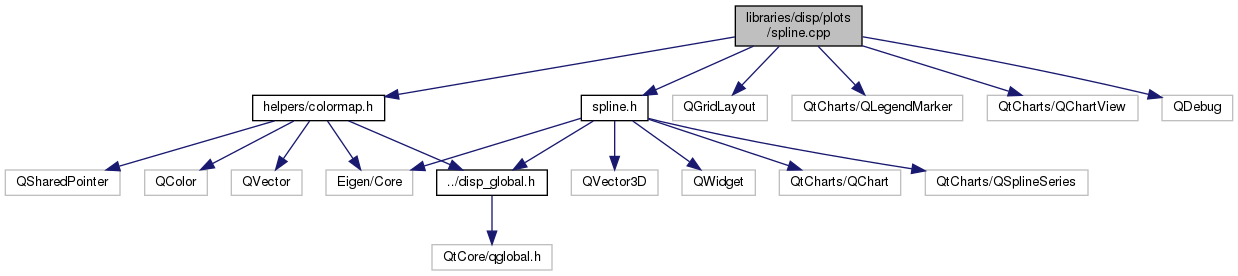 libraries/disp/plots
/spline.cpp
helpers/colormap.h
spline.h
QGridLayout
QtCharts/QLegendMarker
QtCharts/QChartView
QDebug
QSharedPointer
QColor
QVector
Eigen/Core
../disp_global.h
QVector3D
QWidget
QtCharts/QChart
QtCharts/QSplineSeries
QtCore/qglobal.h